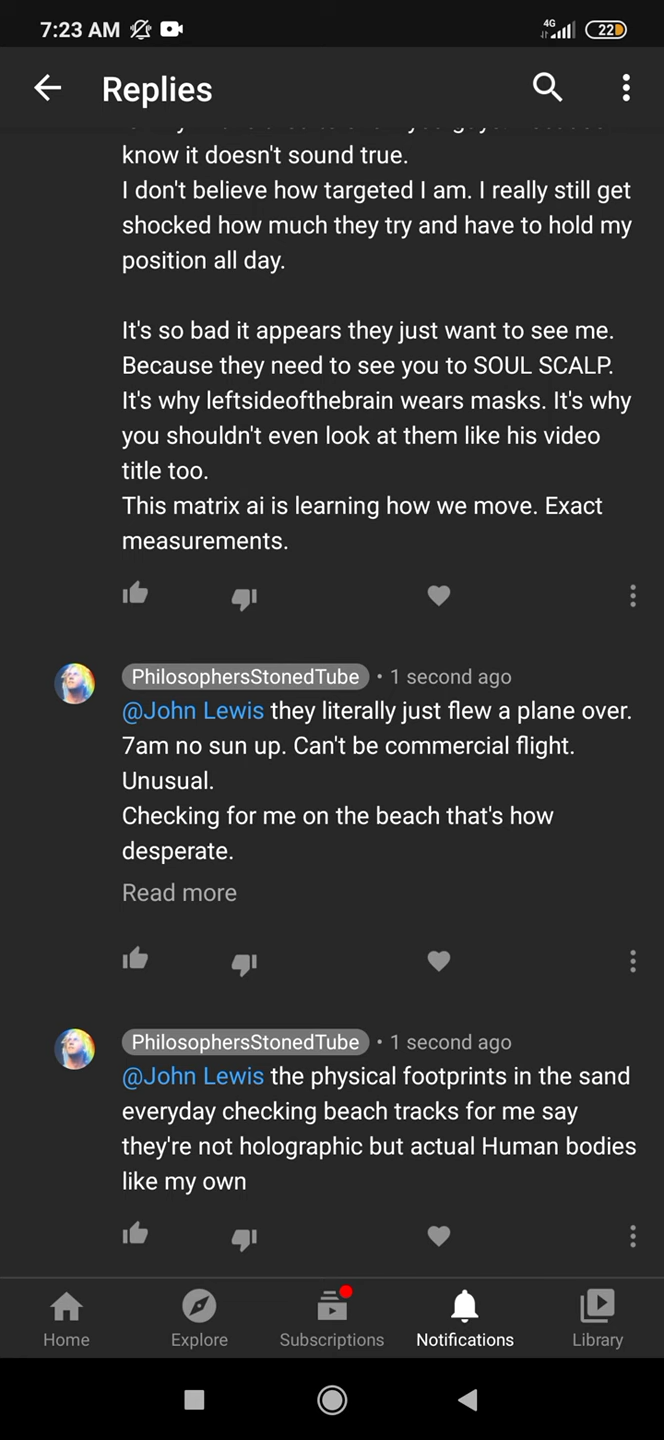 7:23 AM
4G
22
Replies
know it doesn't sound true.
I don't believe how targeted I am. I really still get
shocked how much they try and have to hold my
position all day.
It's so bad it appears they just want to see me.
Because they need to see you to SOUL SCALP.
It's why leftsideofthebrain wears masks. It's why
you shouldn't even look at them like his video
title too.
This matrix ai is learning how we move. Exact
measurements.
PhilosophersStonedTube • 1 second ago
@John Lewis they literally just flew a plane over.
7am no sun up. Can't be commercial flight.
Unusual.
Checking for me on the beach that's how
desperate.
Read more
PhilosophersStonedTube • 1 second ago
@John Lewis the physical footprints in the sand
everyday checking beach tracks for me say
they're not holographic but actual Human bodies
like my own
Home
Explore
Subscriptions
Notifications
Library